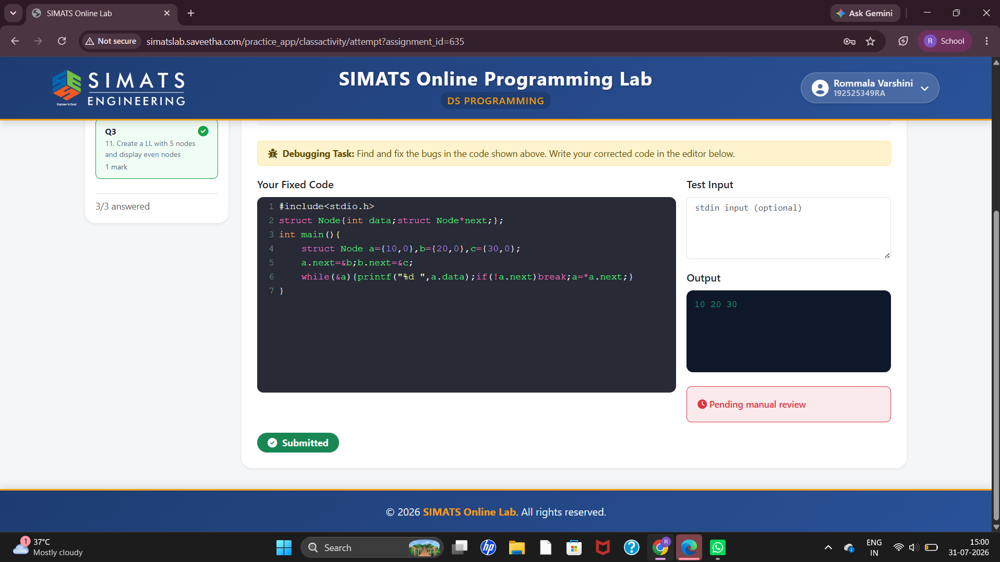 SIMATS Online Lab
Ask Gemini
Not secure
simatslab.saveetha.com/practice_app/classactivity/attempt?assignment_id=635
R
School
SIMATS
ENGINEERING
Engineer to Excel
SIMATS Online Programming Lab
DS PROGRAMMING
Rommala Varshini
192525349RA
Q3
11. Create a LL with 5 nodes
and display even nodes
1 mark
3/3 answered
Debugging Task: Find and fix the bugs in the code shown above. Write your corrected code in the editor below.
Your Fixed Code
1 #include<stdio.h>
2 struct Node{int data;struct Node*next;};
3 int main(){
4     struct Node a={10,0},b={20,0},c={30,0};
5     a.next=&b;b.next=&c;
6     while(&a){printf("%d ",a.data);if(!a.next)break;a=*a.next;}
7 }
Test Input
stdin input (optional)
Output
10 20 30
Pending manual review
Submitted
© 2026 SIMATS Online Lab. All rights reserved.
1
37°C
Mostly cloudy
Search
hp
R
ENG
IN
15:00
31-07-2026